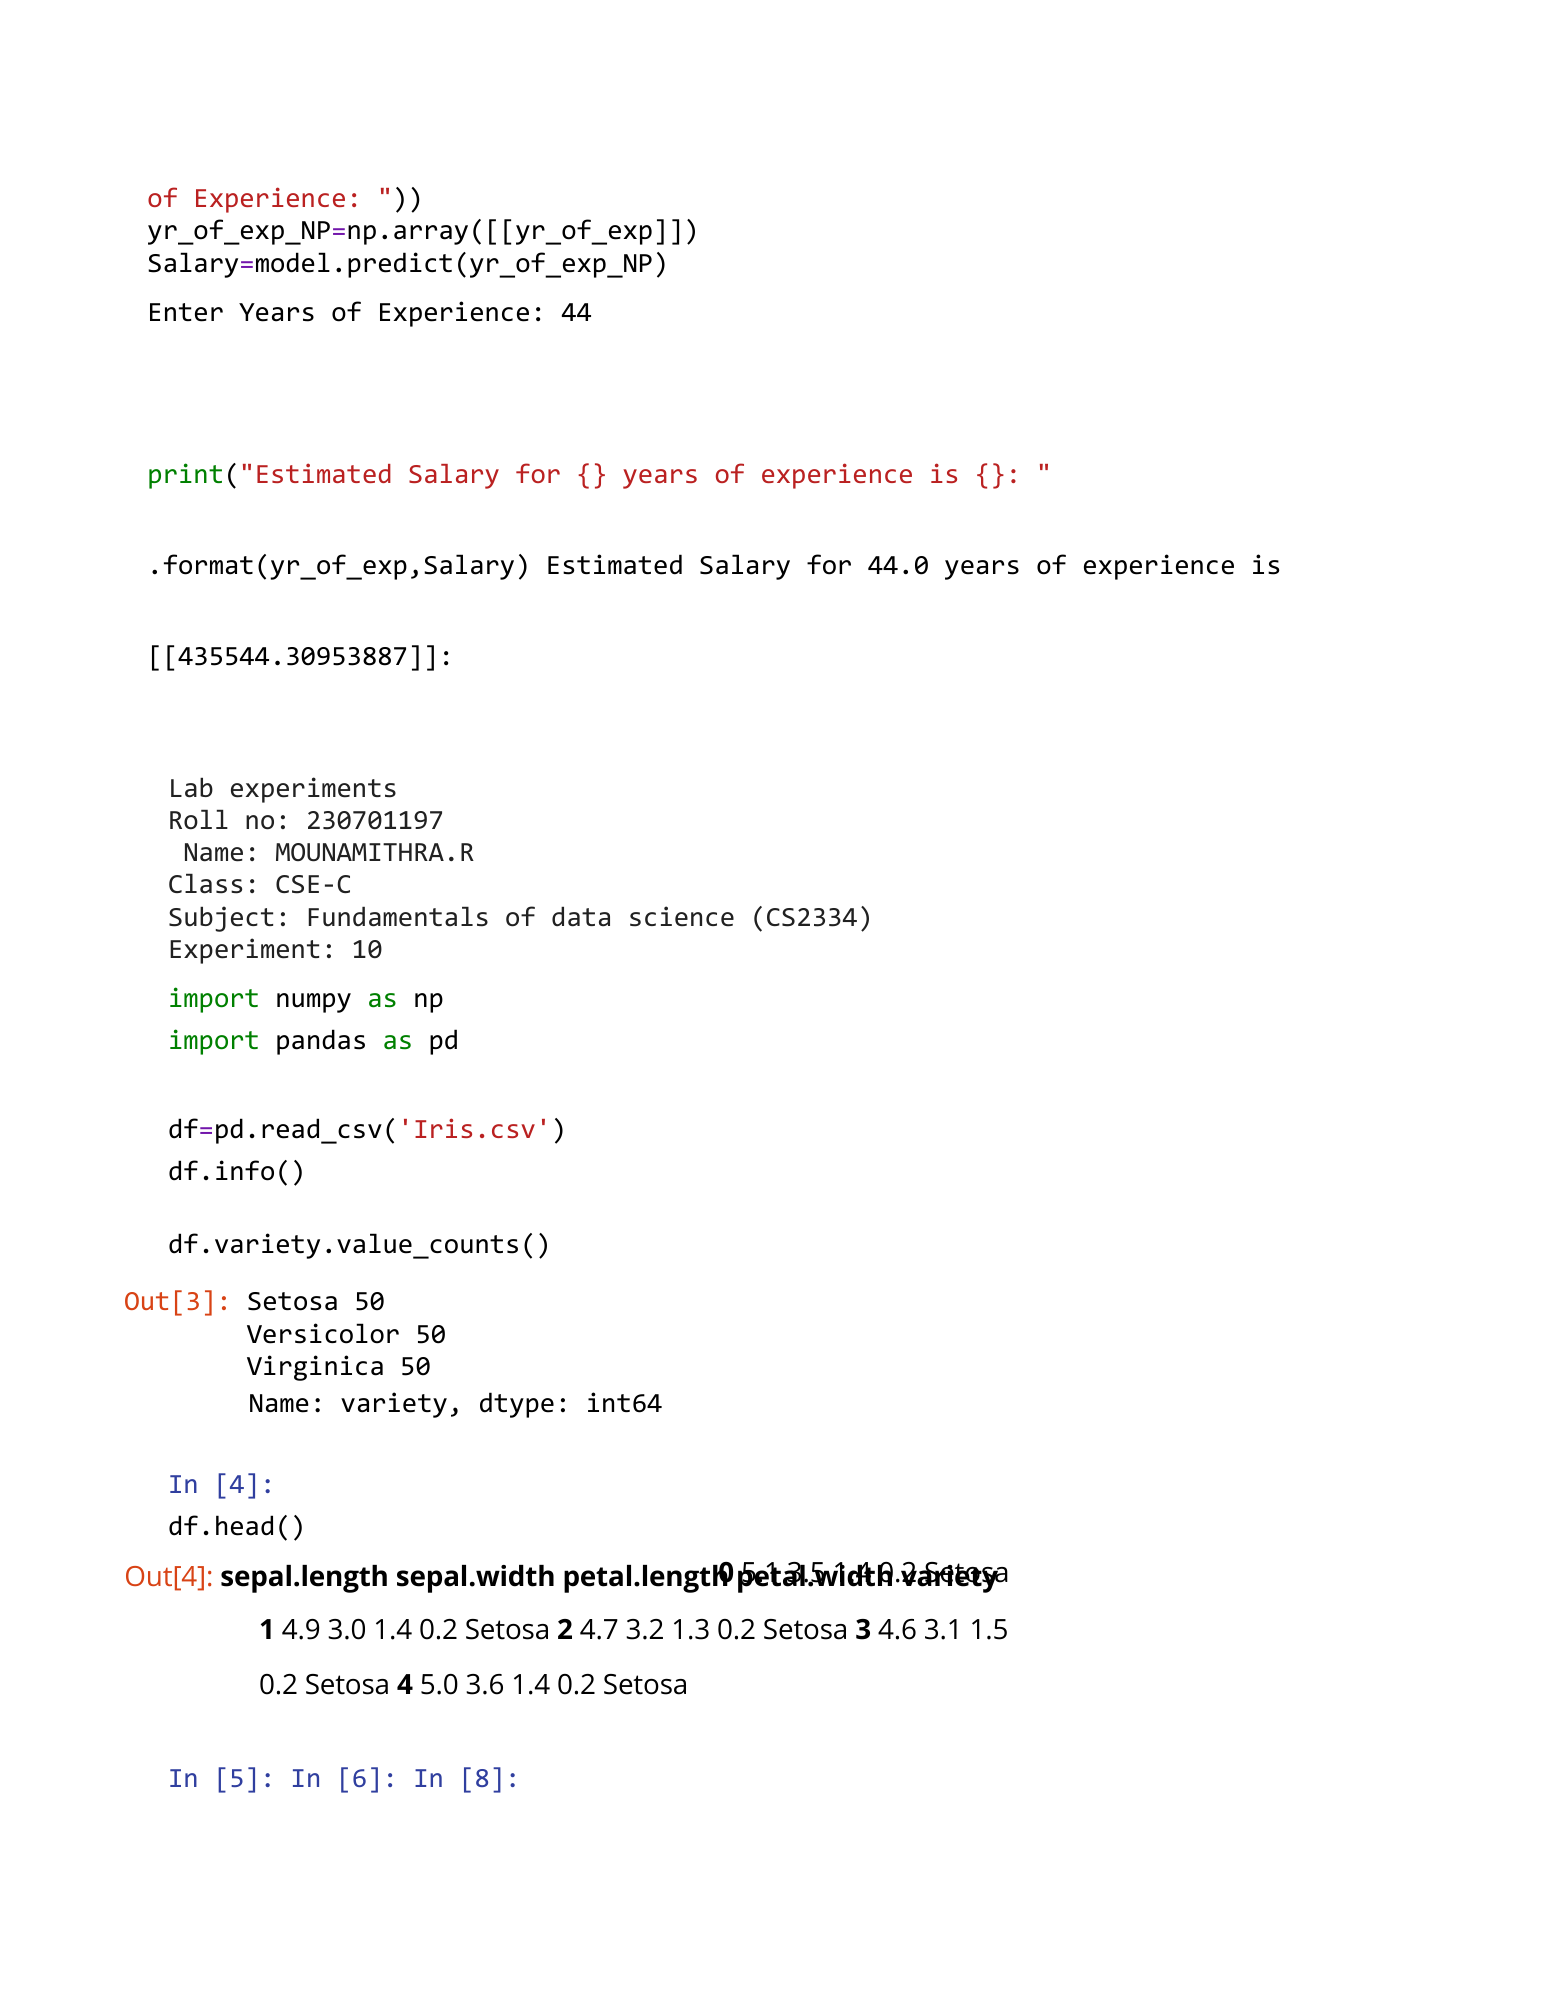 of Experience: "))
yr_of_exp_NP=np.array([[yr_of_exp]])
Salary=model.predict(yr_of_exp_NP)
Enter Years of Experience: 44
print("Estimated Salary for {} years of experience is {}: "
.format(yr_of_exp,Salary) Estimated Salary for 44.0 years of experience is
[[435544.30953887]]:
Lab experiments
Roll no: 230701197
Name: MOUNAMITHRA.R
Class: CSE-C
Subject: Fundamentals of data science (CS2334)
Experiment: 10
import numpy as np
import pandas as pd
df=pd.read_csv('Iris.csv')
df.info()
df.variety.value_counts()
Out[3]: Setosa 50
Versicolor 50
Virginica 50
Name: variety, dtype: int64
In [4]:
df.head()
Out[4]: sepal.length sepal.width petal.length petal.width variety
0 5.1 3.5 1.4 0.2 Setosa
1 4.9 3.0 1.4 0.2 Setosa 2 4.7 3.2 1.3 0.2 Setosa 3 4.6 3.1 1.5
0.2 Setosa 4 5.0 3.6 1.4 0.2 Setosa
In [5]: In [6]: In [8]: